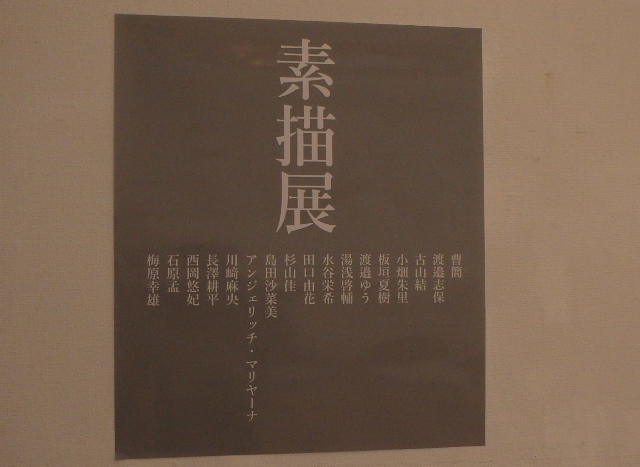 素描展
曹簡
渡邉志保
古山結
小畑朱里
板垣夏樹
渡邉ゆう
湯浅啓輔
水谷栄希
田口由花
杉山佳
島田沙菜美
アンジェリッチ・マリヤーナ
川﨑麻央
長澤耕平
西岡悠妃
石原孟
梅原幸雄